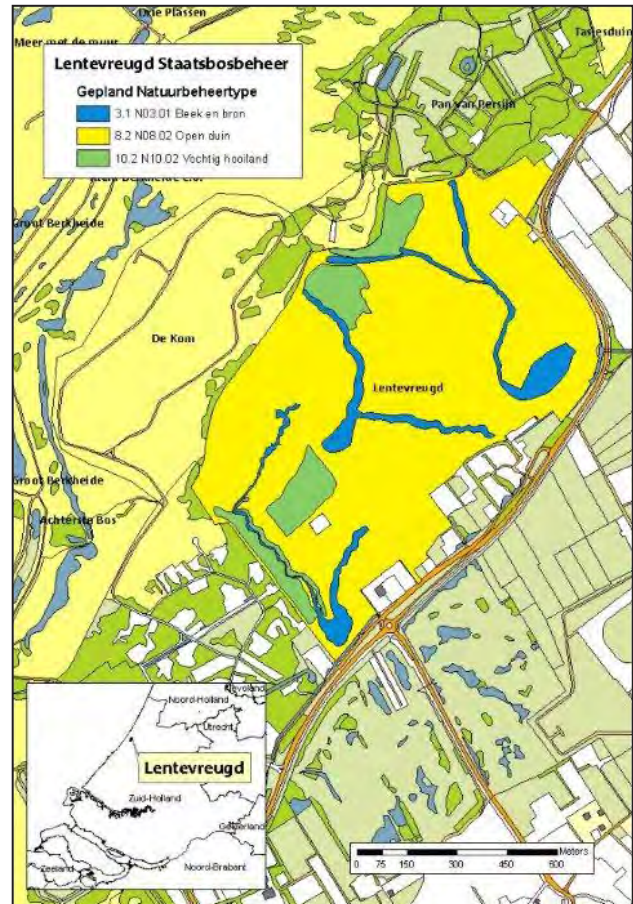 Drie Plassen
Meer met de muur
Tasjesduin
Lentevreugd Staatsbosbeheer
Gepland Natuurbeheertype
3.1 N03.01 Beek en bron
8.2 N08.02 Open duin
10.2 N10.02 Vochtig hooiland
Pan van Persijn
Groot Berkheide
De Kom
Lentevreugd
Groot Berkheide
Achterste Bos
Flevoland
Noord-Holland
Utrecht
Lentevreugd
Zuid-Holland
Gelderland
Zeeland
Noord-Brabant
Meters
0 75 150 300 450 600